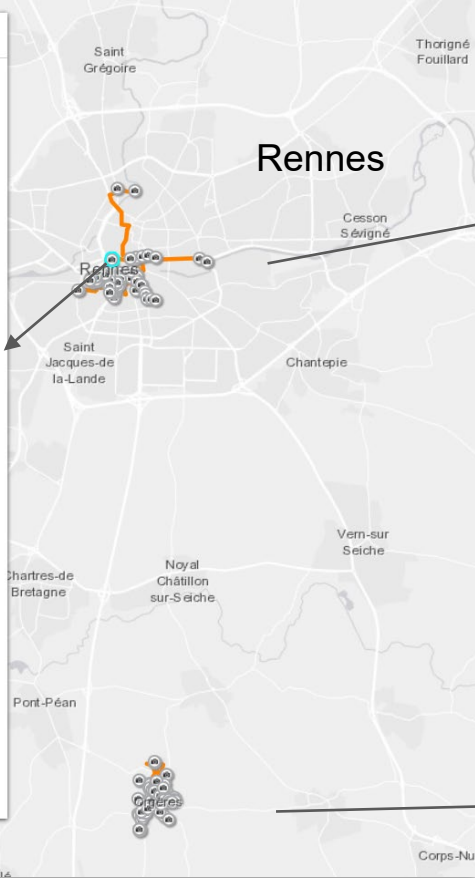 Saint
Grégoire
Thorigné
Fouillard
Rennes
Cesson
Sévigné
Rennes
Saint
Jacques-de
la-Lande
Chantepie
Vern-sur
Seiche
Noyal
Châtillon
sur-Seiche
Chartres-de
Bretagne
Pont-Péan
Orgères
Corps-Nu